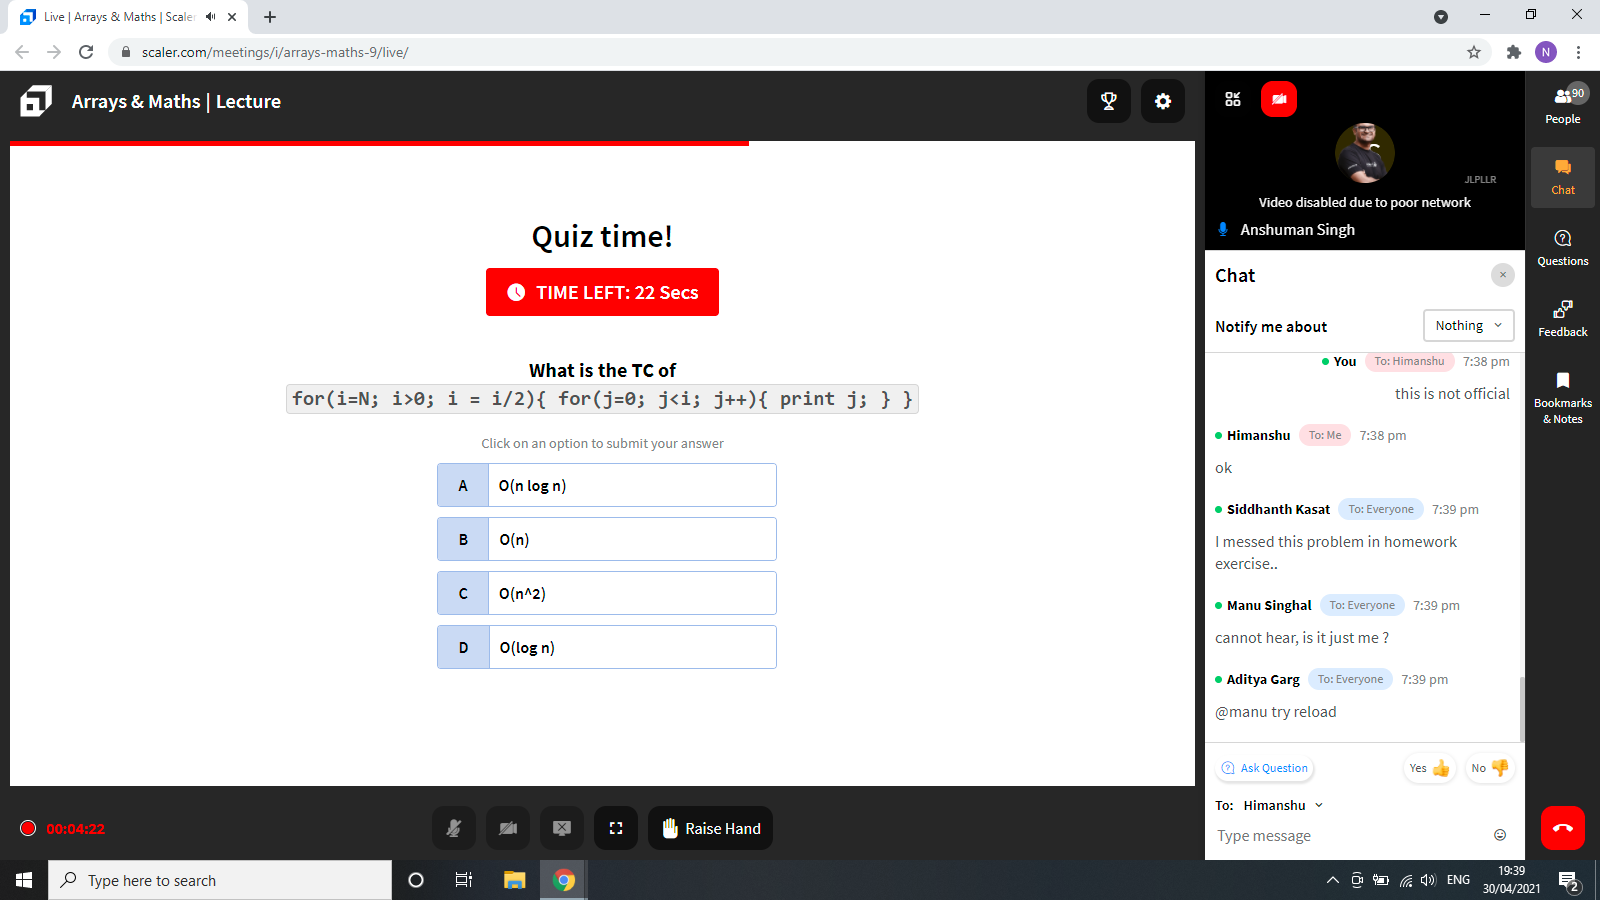 Live | Arrays & Maths | Scaler
scaler.com/meetings/i/arrays-maths-9/live/
N
Arrays & Maths | Lecture
Quiz time!
TIME LEFT: 22 Secs
What is the TC of
for(i=N; i>0; i = i/2){ for(j=0; j<i; j++){ print j; } }
Click on an option to submit your answer
A O(n log n)
B O(n)
C O(n^2)
D O(log n)
JLPLLR
Video disabled due to poor network
Anshuman Singh
Chat
Notify me about Nothing
You To: Himanshu 7:38 pm
this is not official
Himanshu To: Me 7:38 pm
ok
Siddhanth Kasat To: Everyone 7:39 pm
I messed this problem in homework
exercise..
Manu Singhal To: Everyone 7:39 pm
cannot hear, is it just me ?
Aditya Garg To: Everyone 7:39 pm
@manu try reload
Ask Question Yes No
To: Himanshu
Type message
90
People
Chat
Questions
Feedback
Bookmarks
& Notes
00:04:22
Raise Hand
Type here to search
ENG
19:39
30/04/2021
2